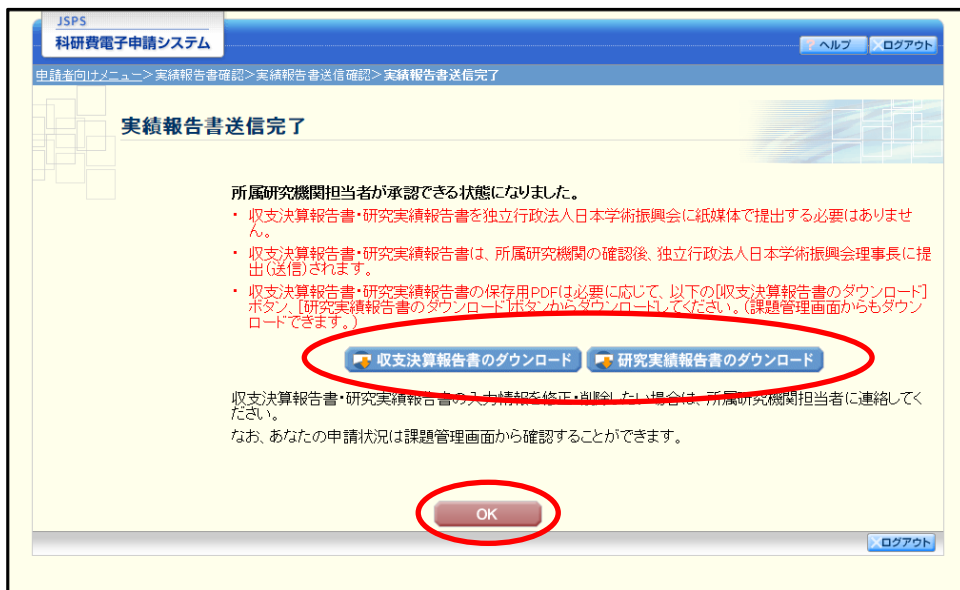 JSPS
科研費電子申請システム
? ヘルプ
ログアウト
申請者向けメニュー>実績報告書確認>実績報告書送信確認>実績報告書送信完了
実績報告書送信完了
所属研究機関担当者が承認できる状態になりました。
・ 収支決算報告書・研究実績報告書を独立行政法人日本学術振興会に紙媒体で提出する必要はありませ
ん。
・ 収支決算報告書・研究実績報告書は、所属研究機関の確認後、独立行政法人日本学術振興会理事長に提
出(送信)されます。
・ 収支決算報告書・研究実績報告書の保存用PDFは必要に応じて、以下の[収支決算報告書のダウンロード]
ボタン、[研究実績報告書のダウンロード]ボタンからダウンロードしてください。(課題管理画面からもダウン
ロードできます。)
収支決算報告書のダウンロード
研究実績報告書のダウンロード
収支決算報告書・研究実績報告書の入力情報を修正・削除したい場合は、所属研究機関担当者に連絡してく
ださい。
なお、あなたの申請状況は課題管理画面から確認することができます。
OK
ログアウト